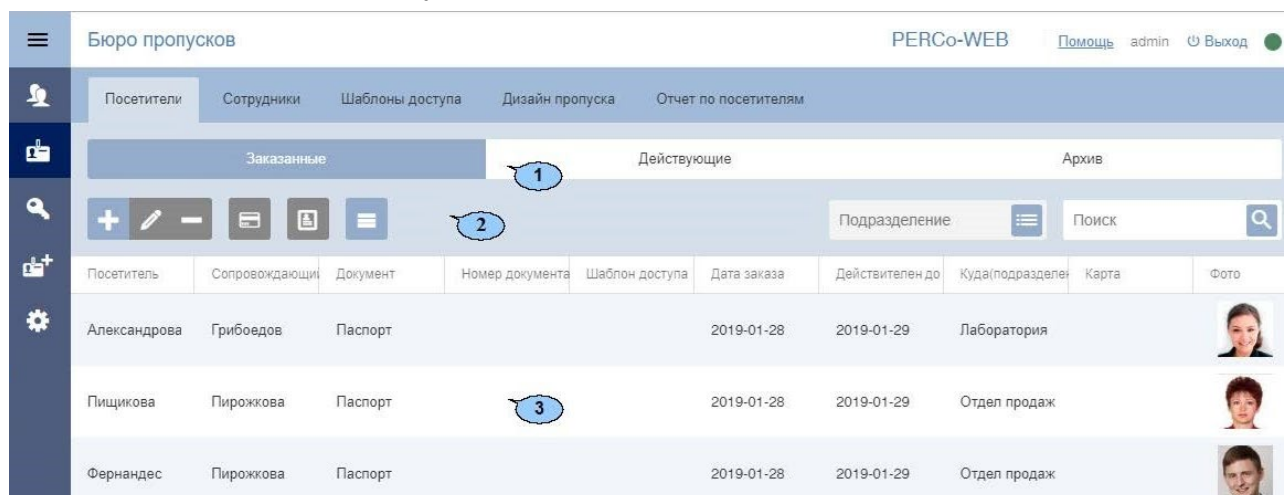 Бюро пропусков PERCo-WEB Помощь admin Выход
Посетители Сотрудники Шаблоны доступа Дизайн пропуска Отчет по посетителям
Заказанные Действующие Архив
1
2 Подразделение Поиск
Посетитель Сопровождающий Документ Номер документа Шаблон доступа Дата заказа Действителен до Куда(подразделен Карта Фото
Александрова Грибоедов Паспорт 2019-01-28 2019-01-29 Лаборатория
Пищикова Пирожкова Паспорт 3 2019-01-28 2019-01-29 Отдел продаж
Фернандес Пирожкова Паспорт 2019-01-28 2019-01-29 Отдел продаж